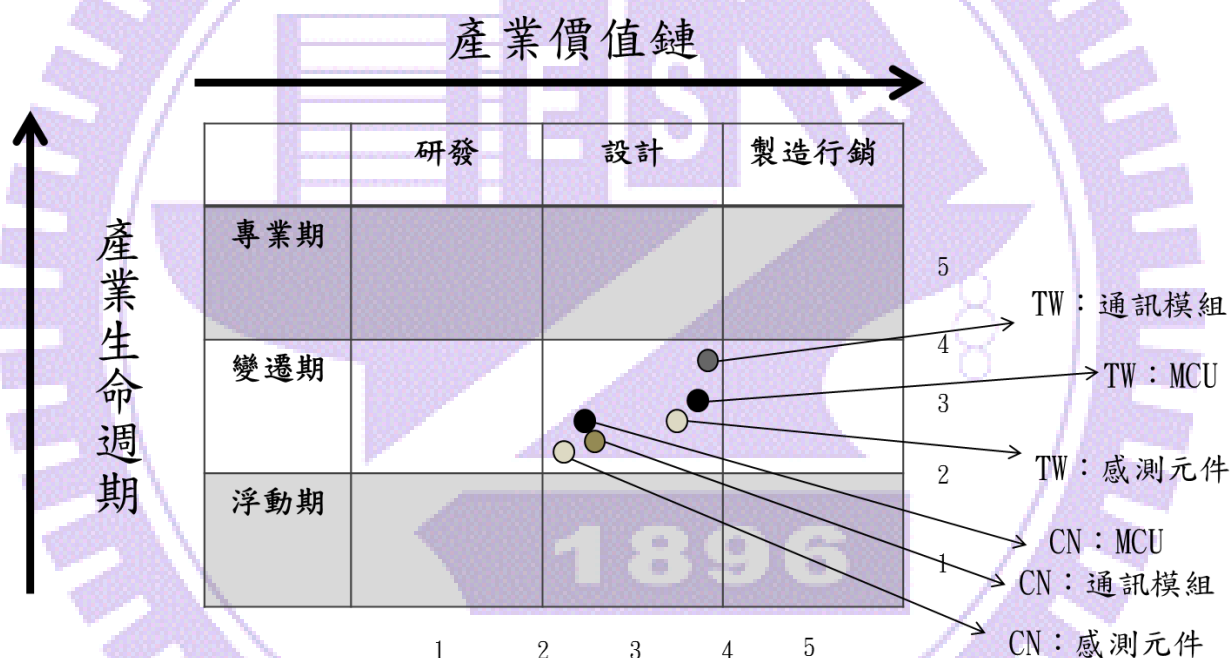 產業價值鏈
產業生命週期
研發 設計 製造行銷
專業期
變遷期
浮動期
5
4
3
2
1
TW：通訊模組
TW：MCU
TW：感測元件
CN：MCU
CN：通訊模組
CN：感測元件
1 2 3 4 5
ESA
1896